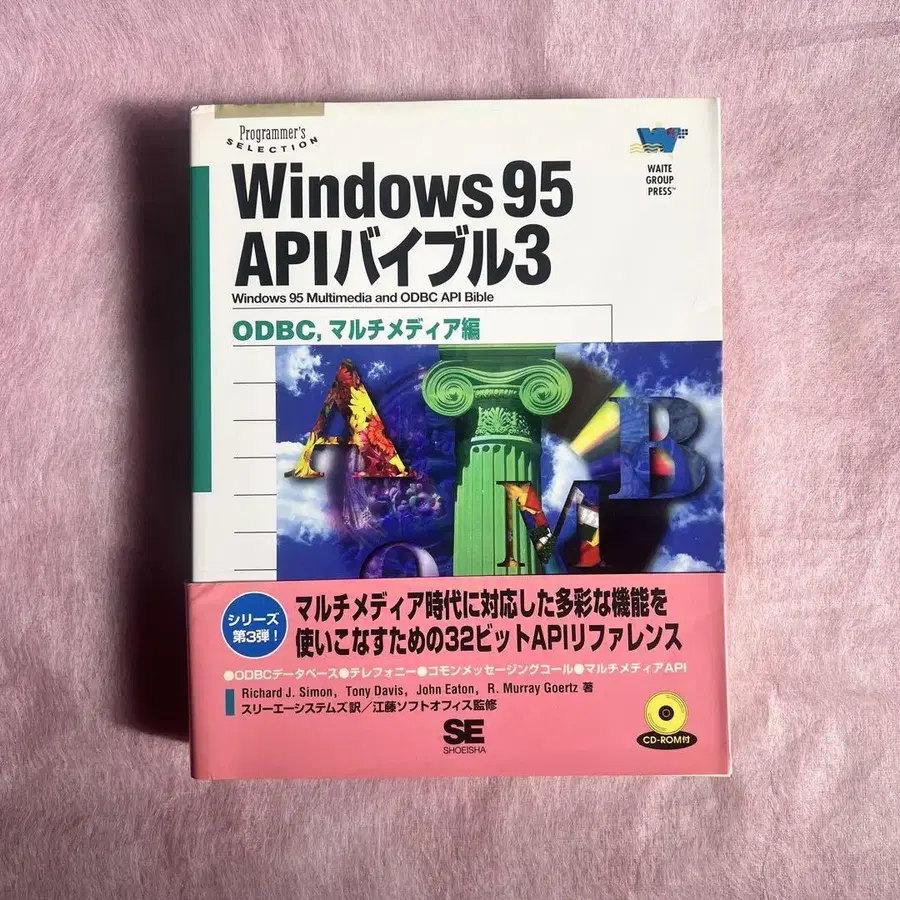 Programmer's
SELECTION
WAITE
GROUP
PRESS™
Windows 95
APIバイブル3
Windows 95 Multimedia and ODBC API Bible
ODBC, マルチメディア編
A
B
M
シリーズ
第3弾!
マルチメディア時代に対応した多彩な機能を
使いこなすための32ビットAPIリファレンス
●ODBCデータベース●テレフォニー●コモンメッセージングコール●マルチメディアAPI
Richard J. Simon, Tony Davis, John Eaton, R. Murray Goertz 著
スリーエーシステムズ訳/江藤ソフトオフィス監修
SE
SHOEISHA
CD-ROM付